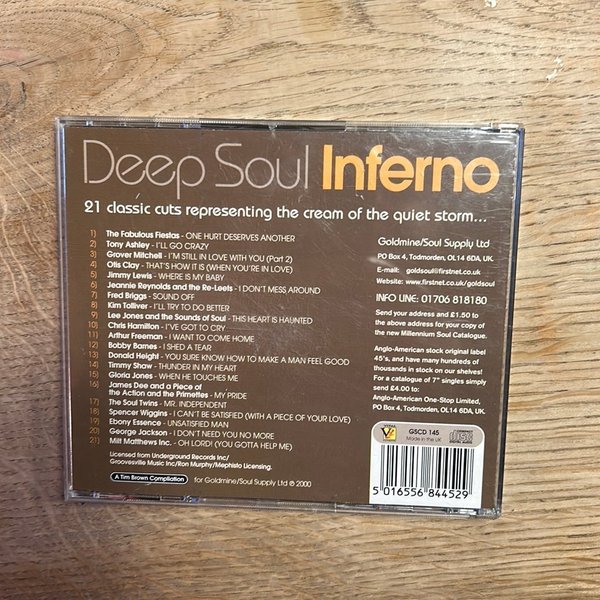 Deep Soul Inferno
21 classic cuts representing the cream of the quiet storm...
1) The Fabulous Fiestas - ONE HURT DESERVES ANOTHER
2) Tony Ashley - I'LL GO CRAZY
3) Grover Mitchell - I'M STILL IN LOVE WITH YOU (Part 2)
4) Otis Clay - THAT'S HOW IT IS (WHEN YOU'RE IN LOVE)
5) Jimmy Lewis - WHERE IS MY BABY
6) Jeannie Reynolds and the Re-Leets - I DON'T MESS AROUND
7) Fred Briggs - SOUND OFF
8) Kim Tolliver - I'LL TRY TO DO BETTER
9) Lee Jones and the Sounds of Soul - THIS HEART IS HAUNTED
10) Chris Hamilton - I'VE GOT TO CRY
11) Arthur Freeman - I WANT TO COME HOME
12) Bobby Barnes - I SHED A TEAR
13) Donald Height - YOU SURE KNOW HOW TO MAKE A MAN FEEL GOOD
14) Timmy Shaw - THUNDER IN MY HEART
15) Gloria Jones - WHEN HE TOUCHES ME
16) James Dee and a Piece of
the Action and the Primettes - MY PRIDE
17) The Soul Twins - MR. INDEPENDENT
18) Spencer Wiggins - I CAN'T BE SATISFIED (WITH A PIECE OF YOUR LOVE)
19) Ebony Essence - UNSATISFIED MAN
20) George Jackson - I DON'T NEED YOU NO MORE
21) Milt Matthews Inc. - OH LORD! (YOU GOTTA HELP ME)
Licensed from Underground Records Inc/
Groovesville Music Inc/Ron Murphy/Mephisto Licensing.
A Tim Brown Compilation
for Goldmine/Soul Supply Ltd ℗ 2000
Goldmine/Soul Supply Ltd
PO Box 4, Todmorden, OL14 6DA, UK.
E-mail: goldsoul@firstnet.co.uk
Website: www.firstnet.co.uk/goldsoul
INFO LINE: 01706 818180
Send your address and £1.50 to
the above address for your copy of
the new Millennium Soul Catalogue.
Anglo-American stock original label
45's, and have many hundreds of
thousands in stock on our shelves!
For a catalogue of 7" singles simply
send £4.00 to:
Anglo-American One-Stop Limited,
PO Box 4, Todmorden, OL14 6DA, UK.
GSCD 145
Made in the UK
5 016556 844529